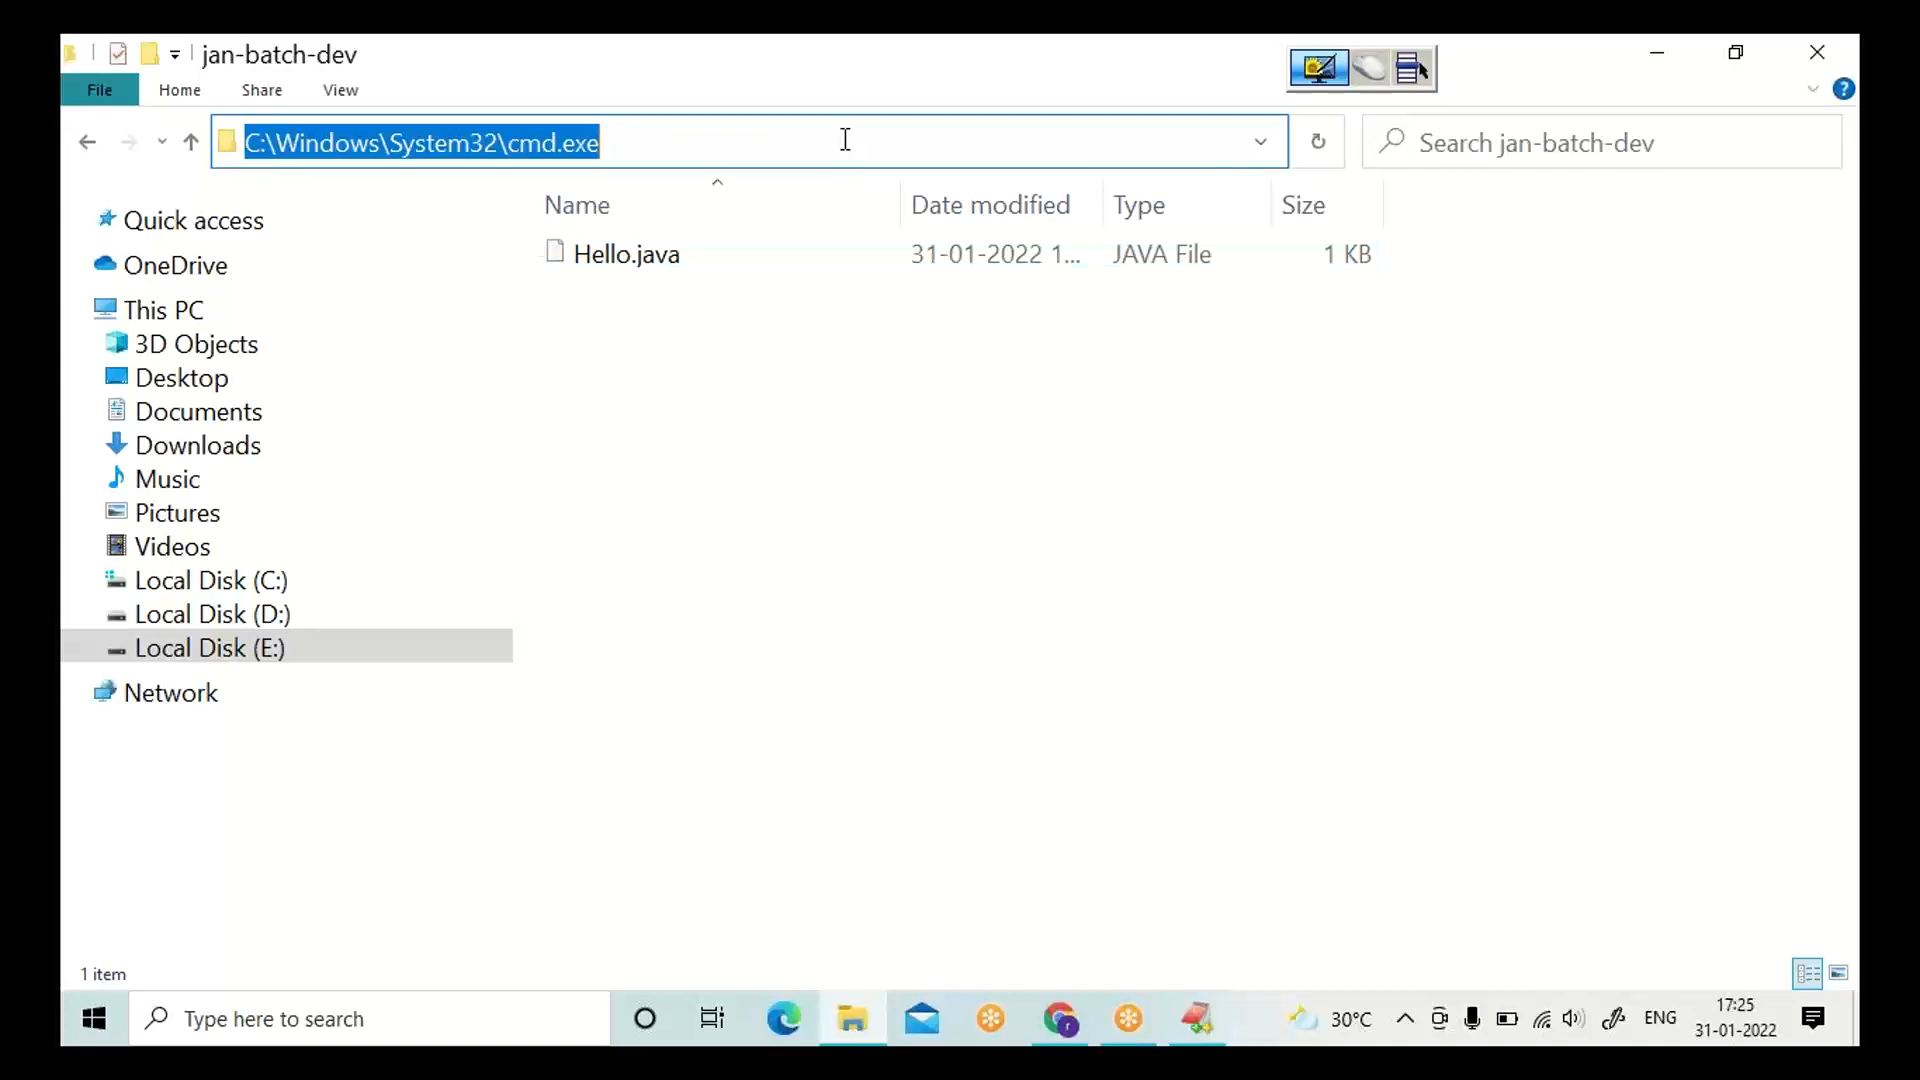 jan-batch-dev
File Home Share View
C:\Windows\System32\cmd.exe
Search jan-batch-dev
Name Date modified Type Size
Hello.java 31-01-2022 1... JAVA File 1 KB
Quick access
OneDrive
This PC
3D Objects
Desktop
Documents
Downloads
Music
Pictures
Videos
Local Disk (C:)
Local Disk (D:)
Local Disk (E:)
Network
1 item
Type here to search
30°C
ENG
17:25
31-01-2022